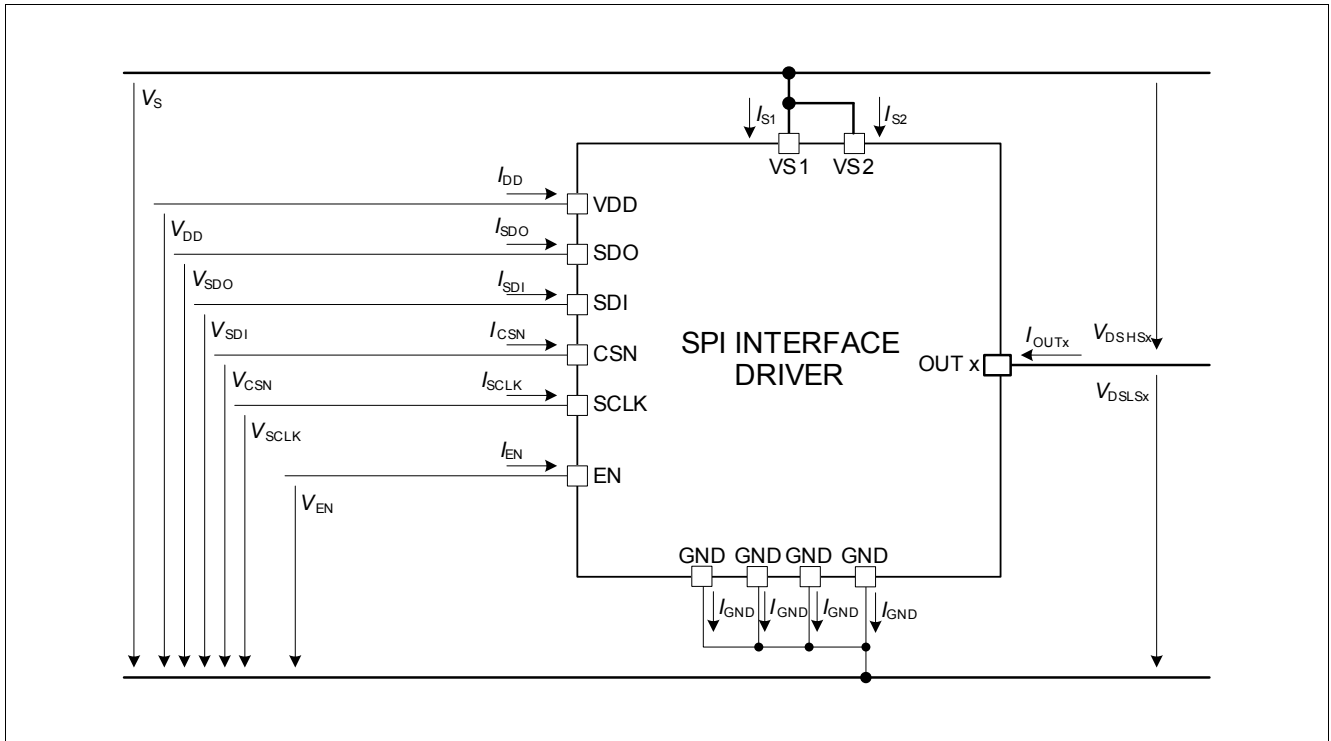 VS
IS1
IS2
VS1
VS2
IDD
VDD
VDD
ISDO
SDO
VSDO
ISDI
SDI
VSDI
ICSN
CSN
VCSN
ISCLK
SCLK
VSCLK
IEN
EN
VEN
SPI INTERFACE
DRIVER
OUT x
IOUTx
VDSHSx
VDSLSx
GND GND GND GND
IGND IGND IGND IGND